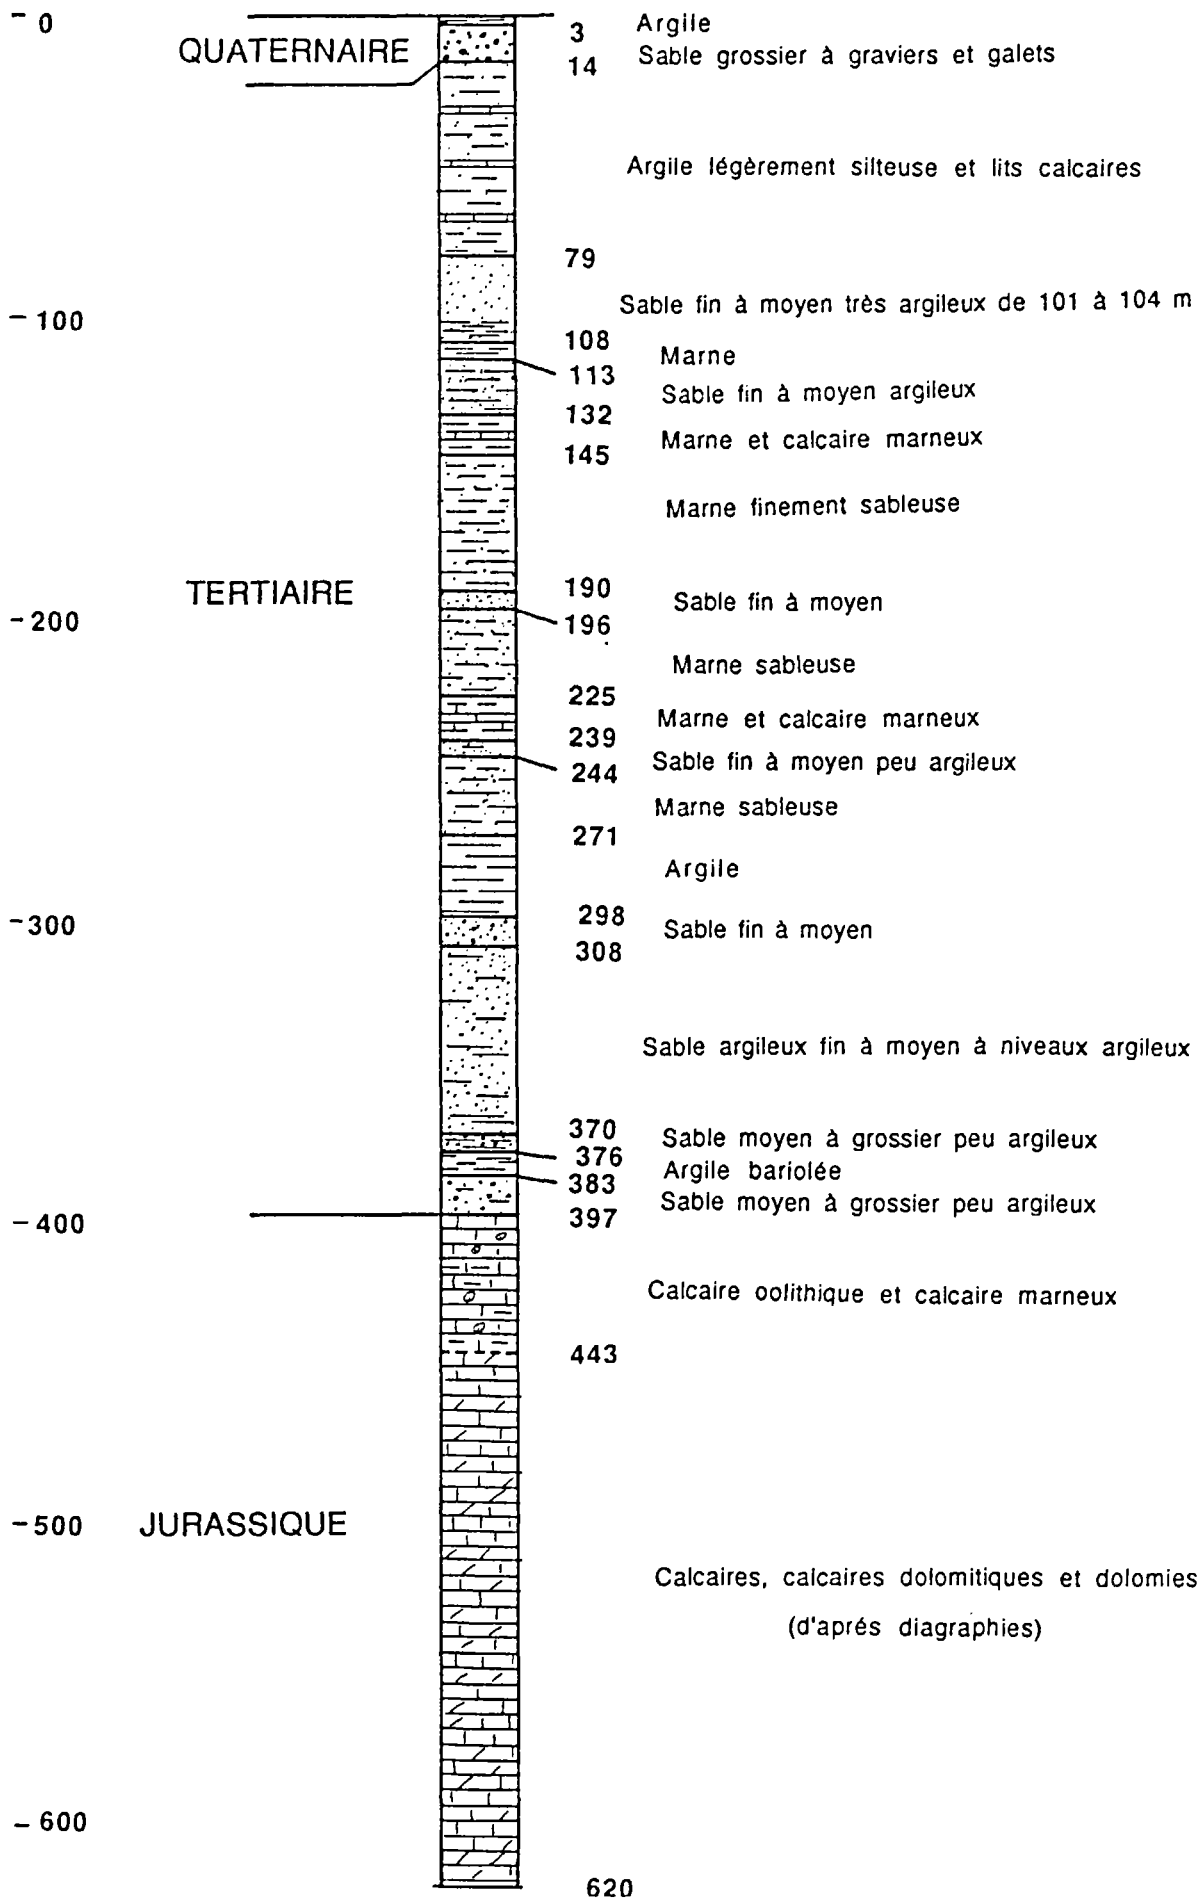 - 0
3
Argile
QUATERNAIRE
Sable grossier à graviers et galets
14
Argile légèrement silteuse et lits calcaires
79
Sable fin à moyen très argileux de 101 à 104 m
- 100
108
Marne
113
Sable fin à moyen argileux
132
Marne et calcaire marneux
145
Marne finement sableuse
190
TERTIAIRE
Sable fin à moyen
- 200
196
Marne sableuse
225
Marne et calcaire marneux
239
Sable fin à moyen peu argileux
244
Marne sableuse
271
Argile
298
- 300
Sable fin à moyen
308
Sable argileux fin à moyen à niveaux argileux
370
Sable moyen à grossier peu argileux
376
Argile bariolée
383
Sable moyen à grossier peu argileux
397
- 400
Calcaire oolithique et calcaire marneux
443
- 500
JURASSIQUE
Calcaires, calcaires dolomitiques et dolomies
(d'aprés diagraphies)
- 600
620